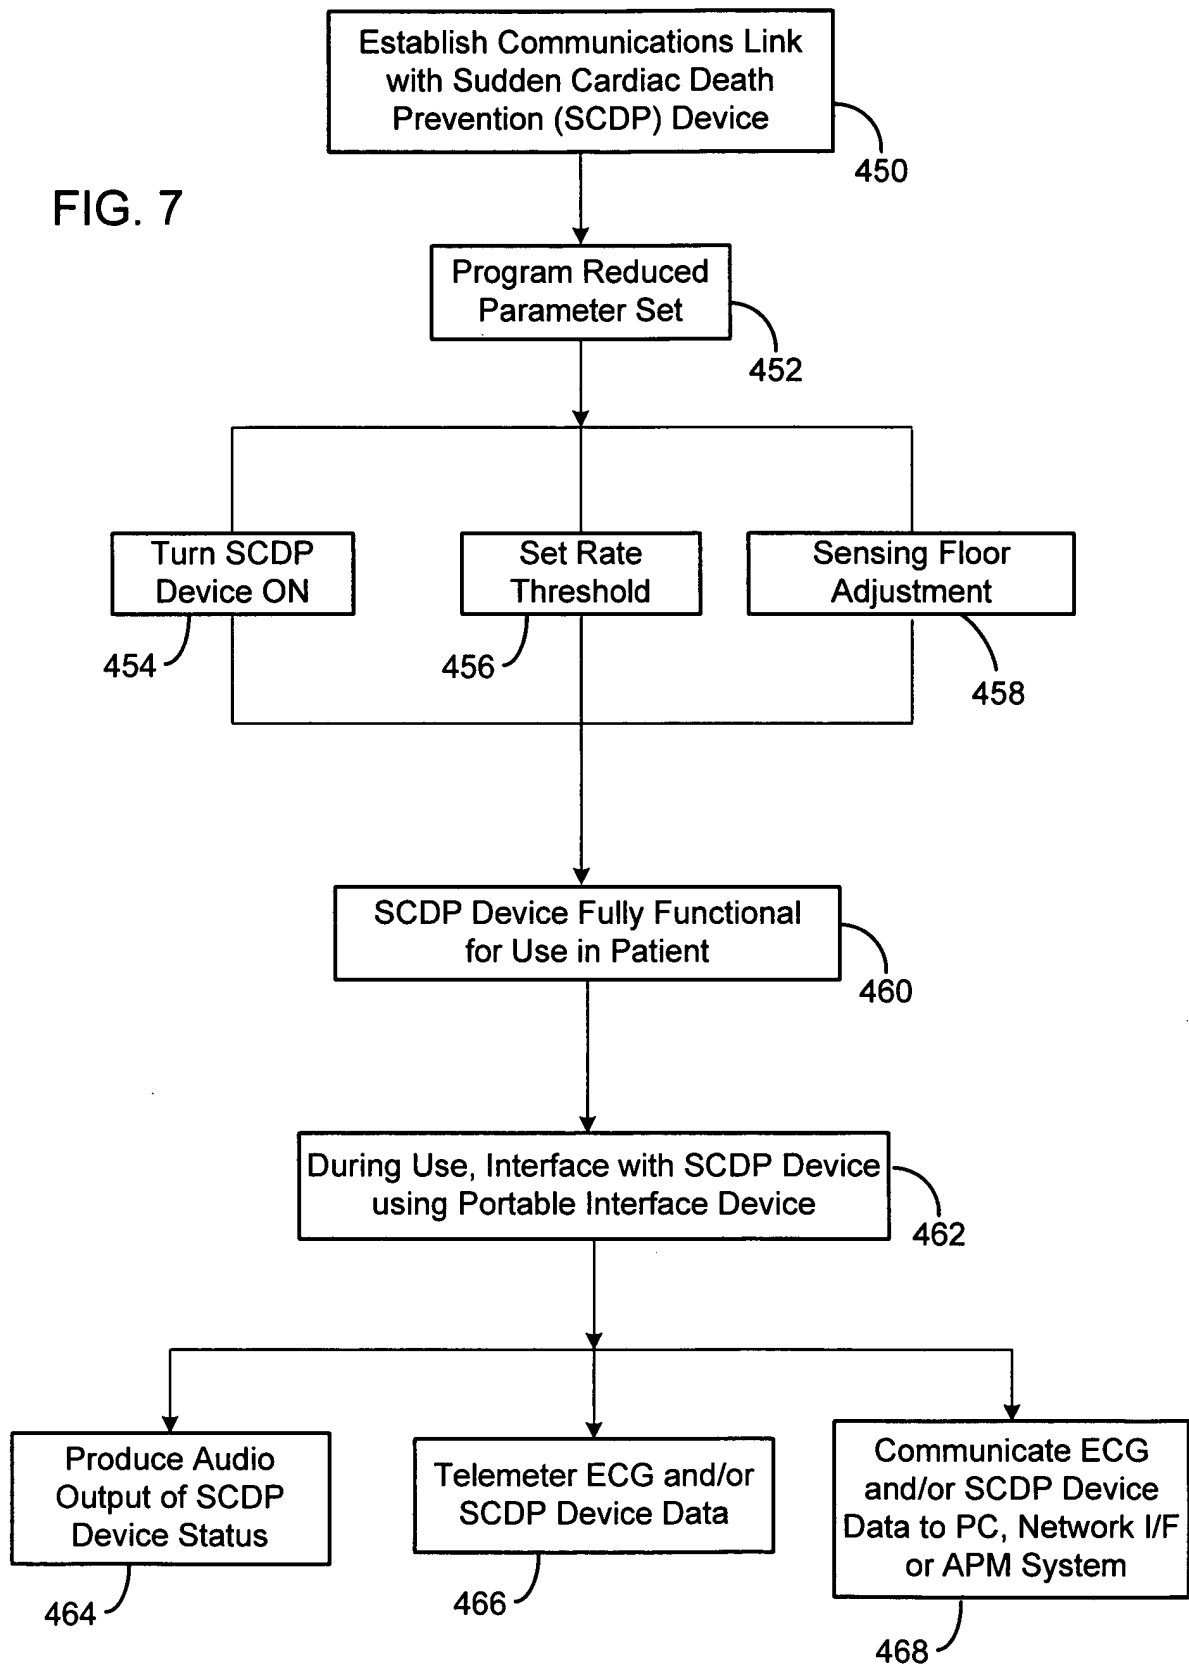 Establish Communications Link
with Sudden Cardiac Death
Prevention (SCDP) Device
450
FIG. 7
Program Reduced
Parameter Set
452
Turn SCDP
Device ON
454
Set Rate
Threshold
456
Sensing Floor
Adjustment
458
SCDP Device Fully Functional
for Use in Patient
460
During Use, Interface with SCDP Device
using Portable Interface Device
462
Produce Audio
Output of SCDP
Device Status
464
Telemeter ECG and/or
SCDP Device Data
466
Communicate ECG
and/or SCDP Device
Data to PC, Network I/F
or APM System
468